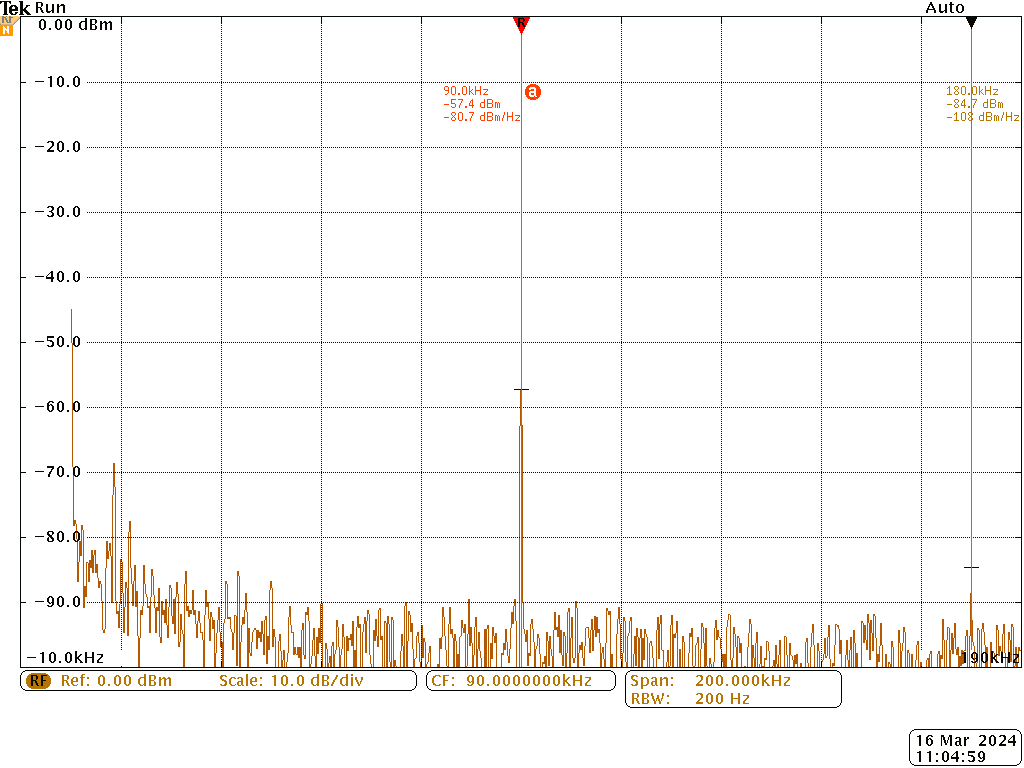 Tek Run Auto
R
N
0.00 dBm
R
−10.0
90.0kHz
−57.4 dBm
−80.7 dBm/Hz
a
180.0kHz
−84.7 dBm
−108 dBm/Hz
−20.0
−30.0
−40.0
−50.0
−60.0
−70.0
−80.0
−90.0
−10.0kHz
190kHz
RF Ref: 0.00 dBm Scale: 10.0 dB/div
CF: 90.0000000kHz
Span: 200.000kHz
RBW: 200 Hz
16 Mar 2024
11:04:59